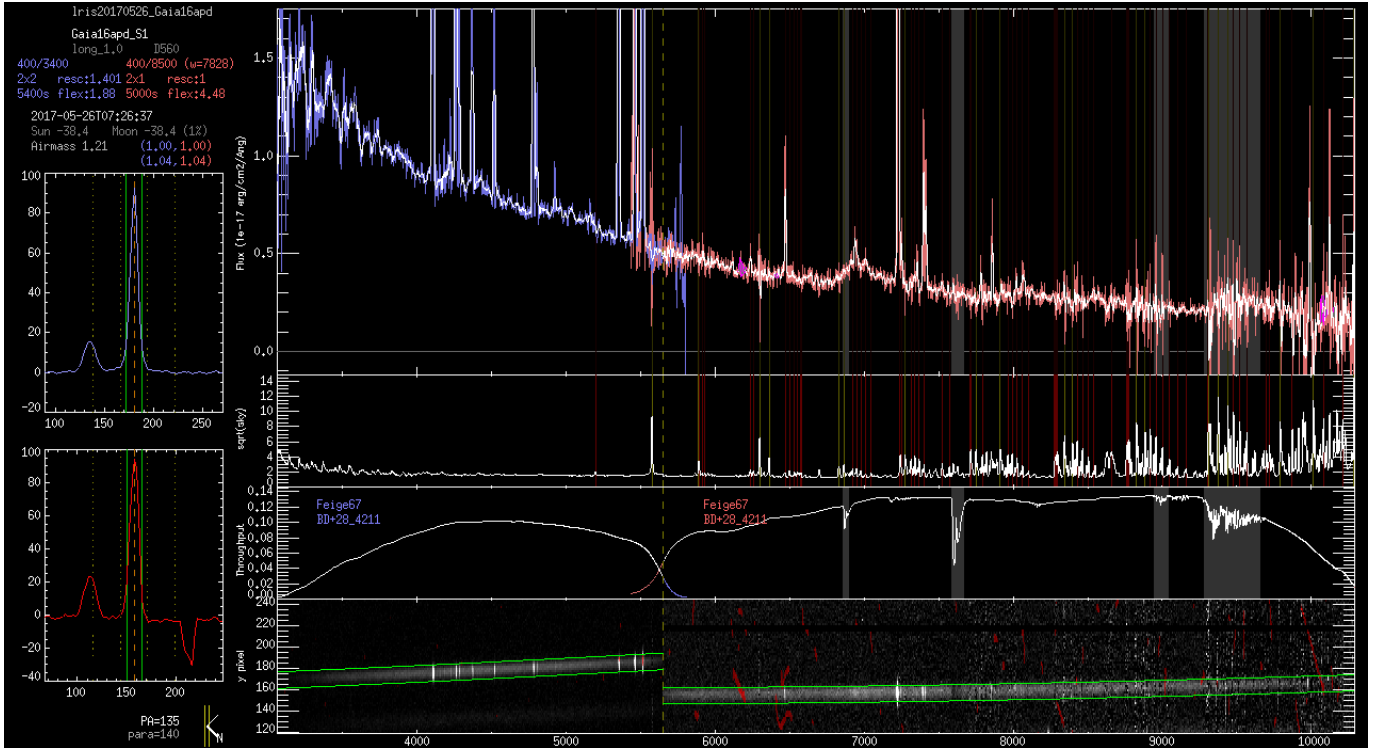 lris20170526_Gaia16apd
Gaia16apd_S1
long_1.0 D560
400/3400 400/8500 (w=7828)
2x2 resc:1.401 2x1 resc:1
5400s flex:1.88 5000s flex:4.48
2017-05-26T07:26:37
Sun -38.4 Moon -38.4 (1%)
Airmass 1.21 (1.00,1.00)
(1.04,1.04)
100
80
60
40
20
0
-20
100 150 200 250
100
80
60
40
20
0
-20
-40
100 150 200
PA=135
para=140
N
Flux (1e-17 erg/cm2/Ang)
1.5
1.0
0.5
0.0
sqrt(sky)
14
12
10
8
6
4
2
0
Throughput
0.14
0.12
0.10
0.08
0.06
0.04
0.02
0.00
Feige67
BD+28_4211
Feige67
BD+28_4211
y pixel
240
220
200
180
160
140
120
4000 5000 6000 7000 8000 9000 10000